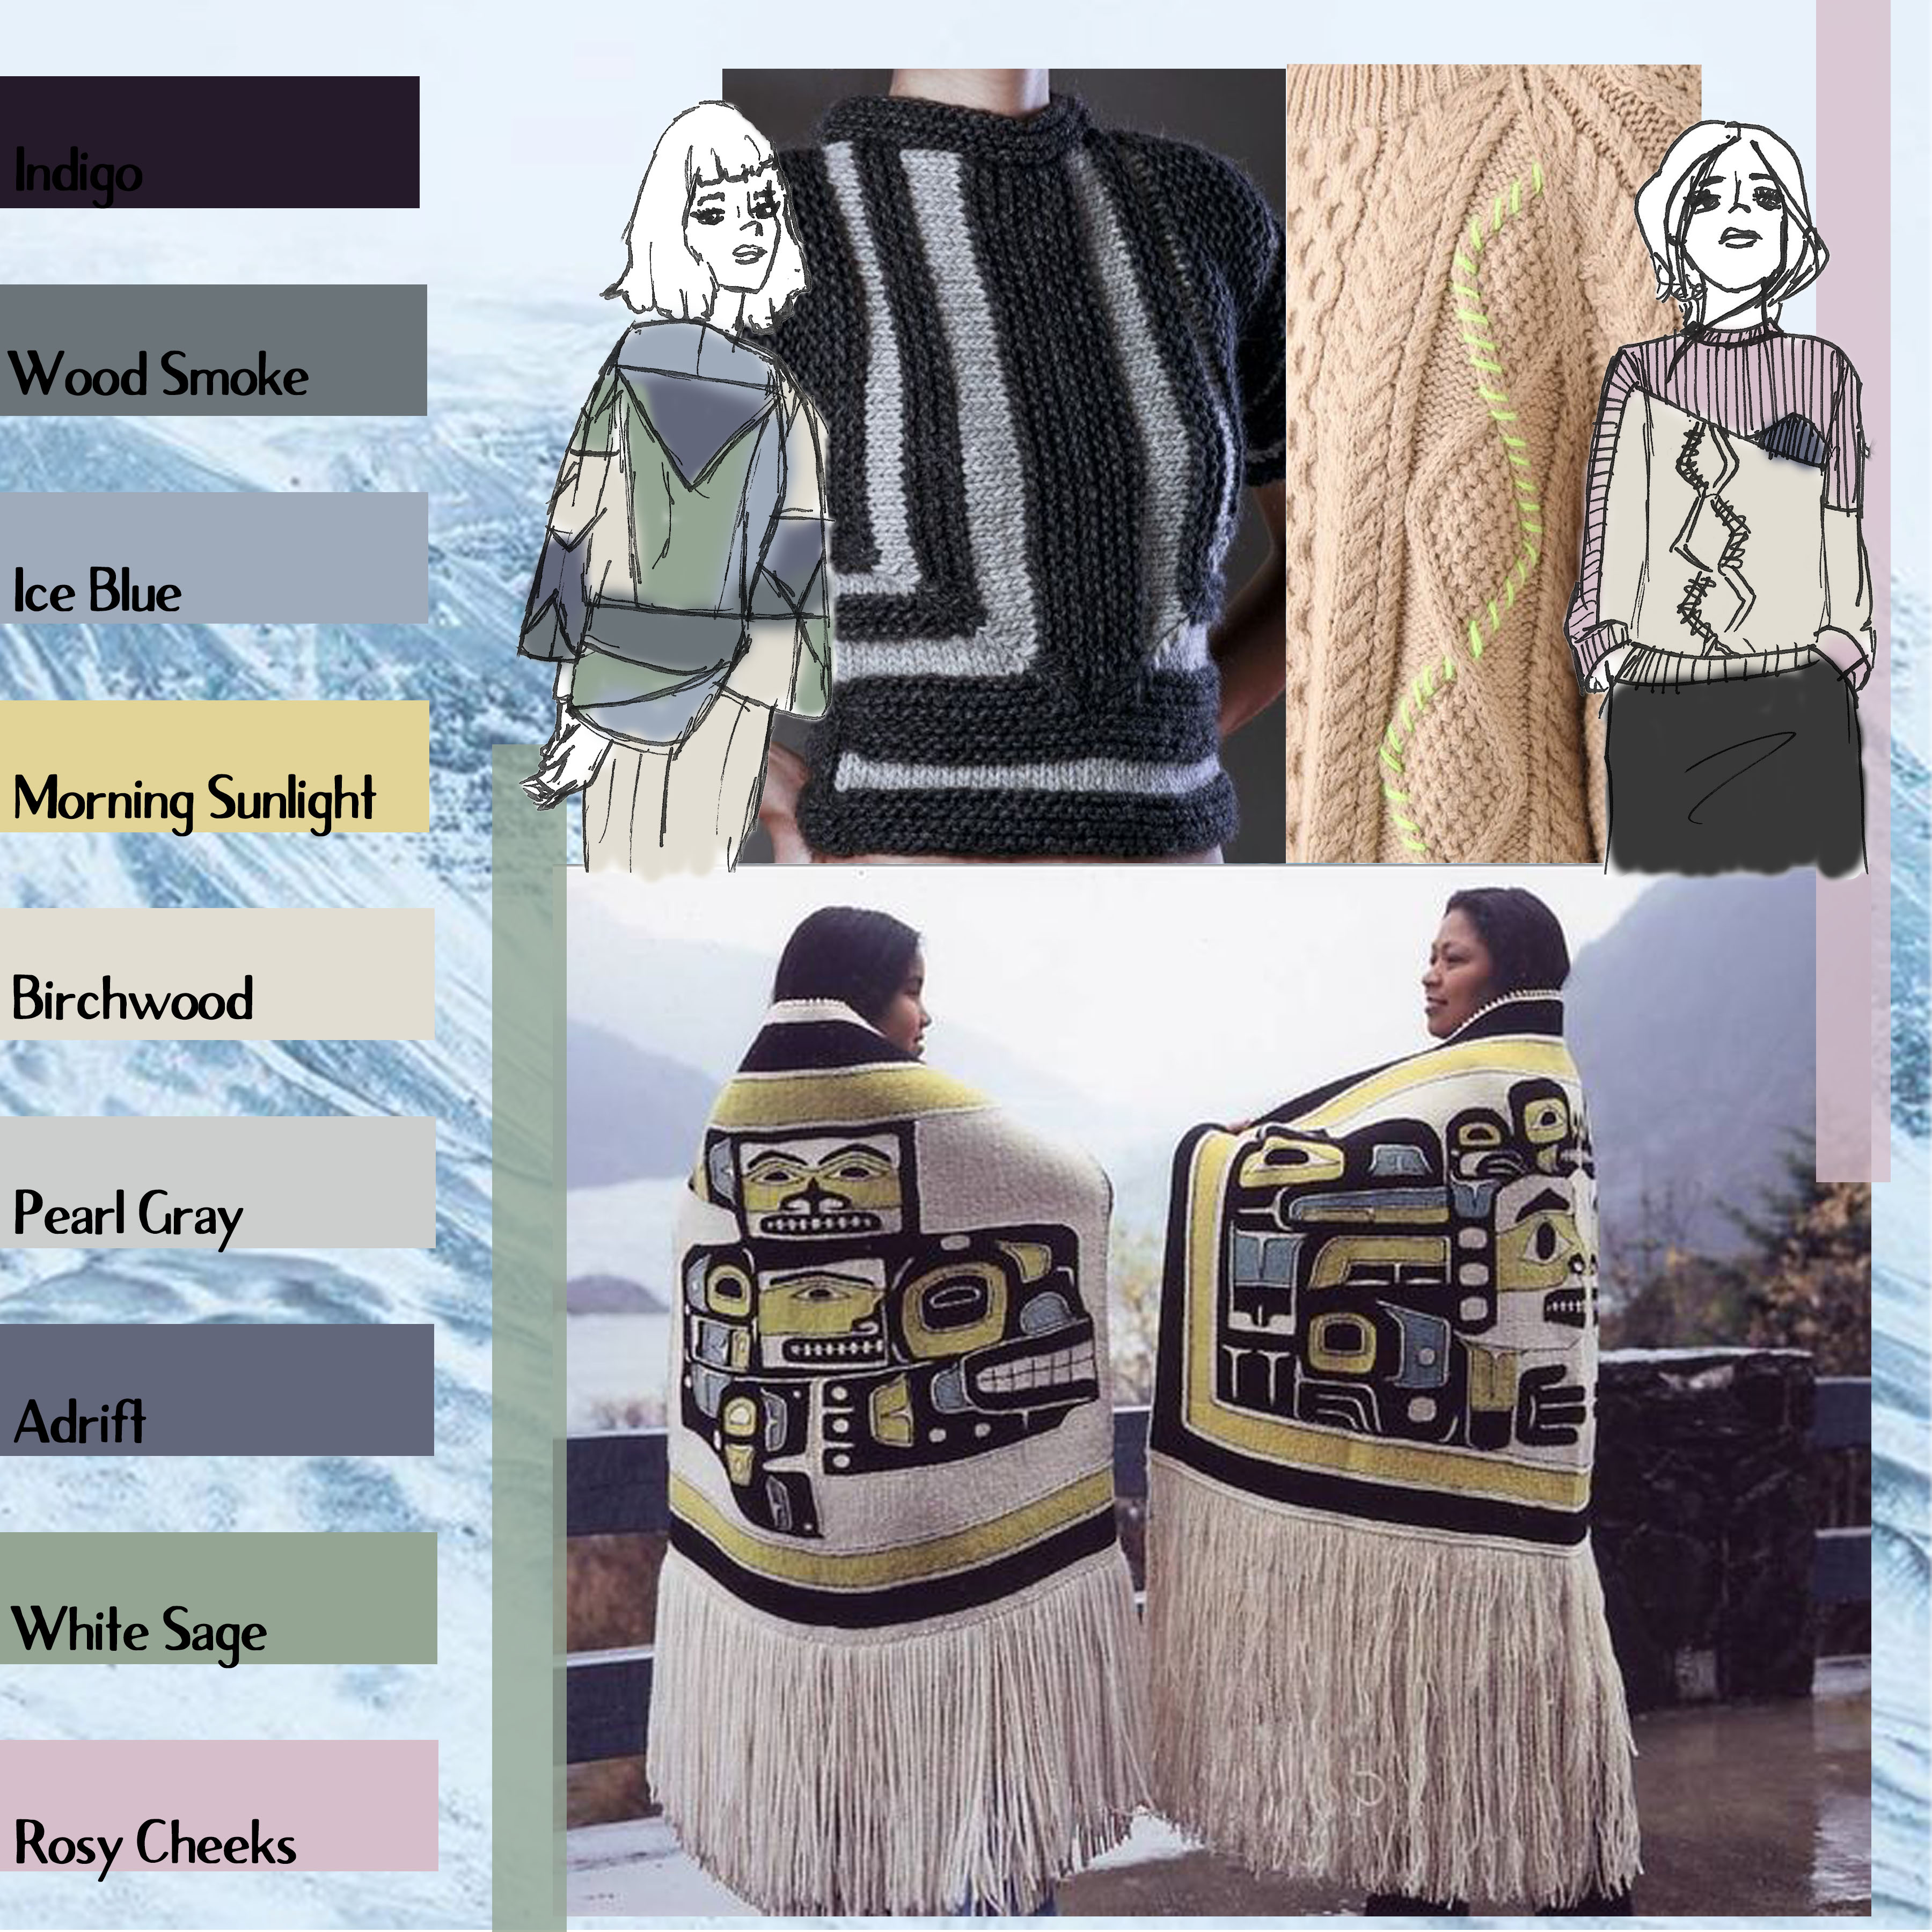 Indigo
Wood Smoke
Ice Blue
Morning Sunlight
Birchwood
Pearl Gray
Adrift
White Sage
Rosy Cheeks